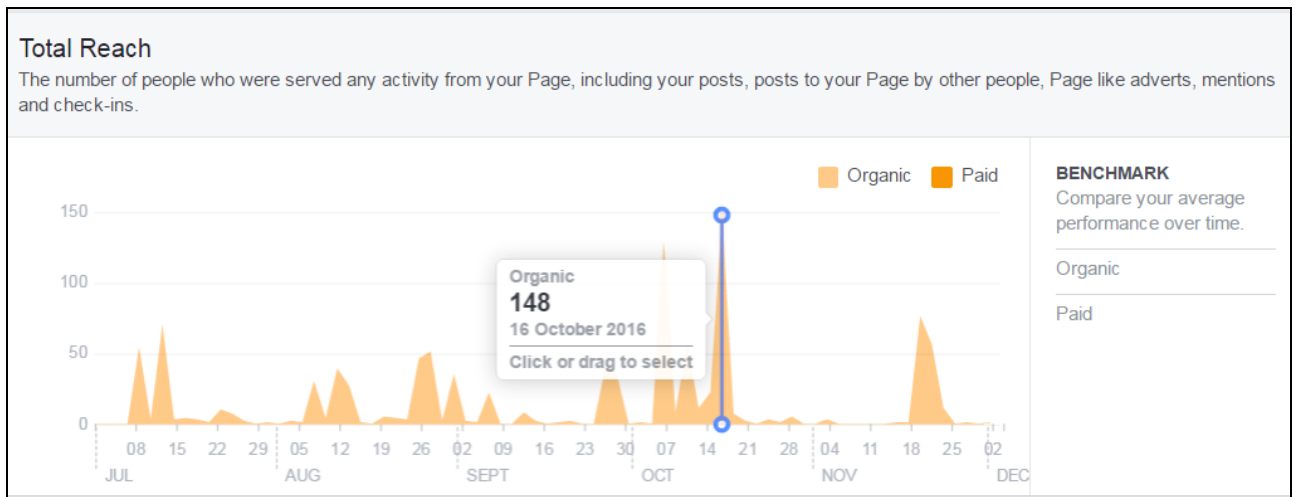 Total Reach
The number of people who were served any activity from your Page, including your posts, posts to your Page by other people, Page like adverts, mentions
and check-ins.
Organic Paid
BENCHMARK
Compare your average
performance over time.
Organic
Paid
150
100
50
0
Organic
148
16 October 2016
Click or drag to select
08 15 22 29 05 12 19 26 02 09 16 23 30 07 14 21 28 04 11 18 25 02
JUL AUG SEPT OCT NOV DEC